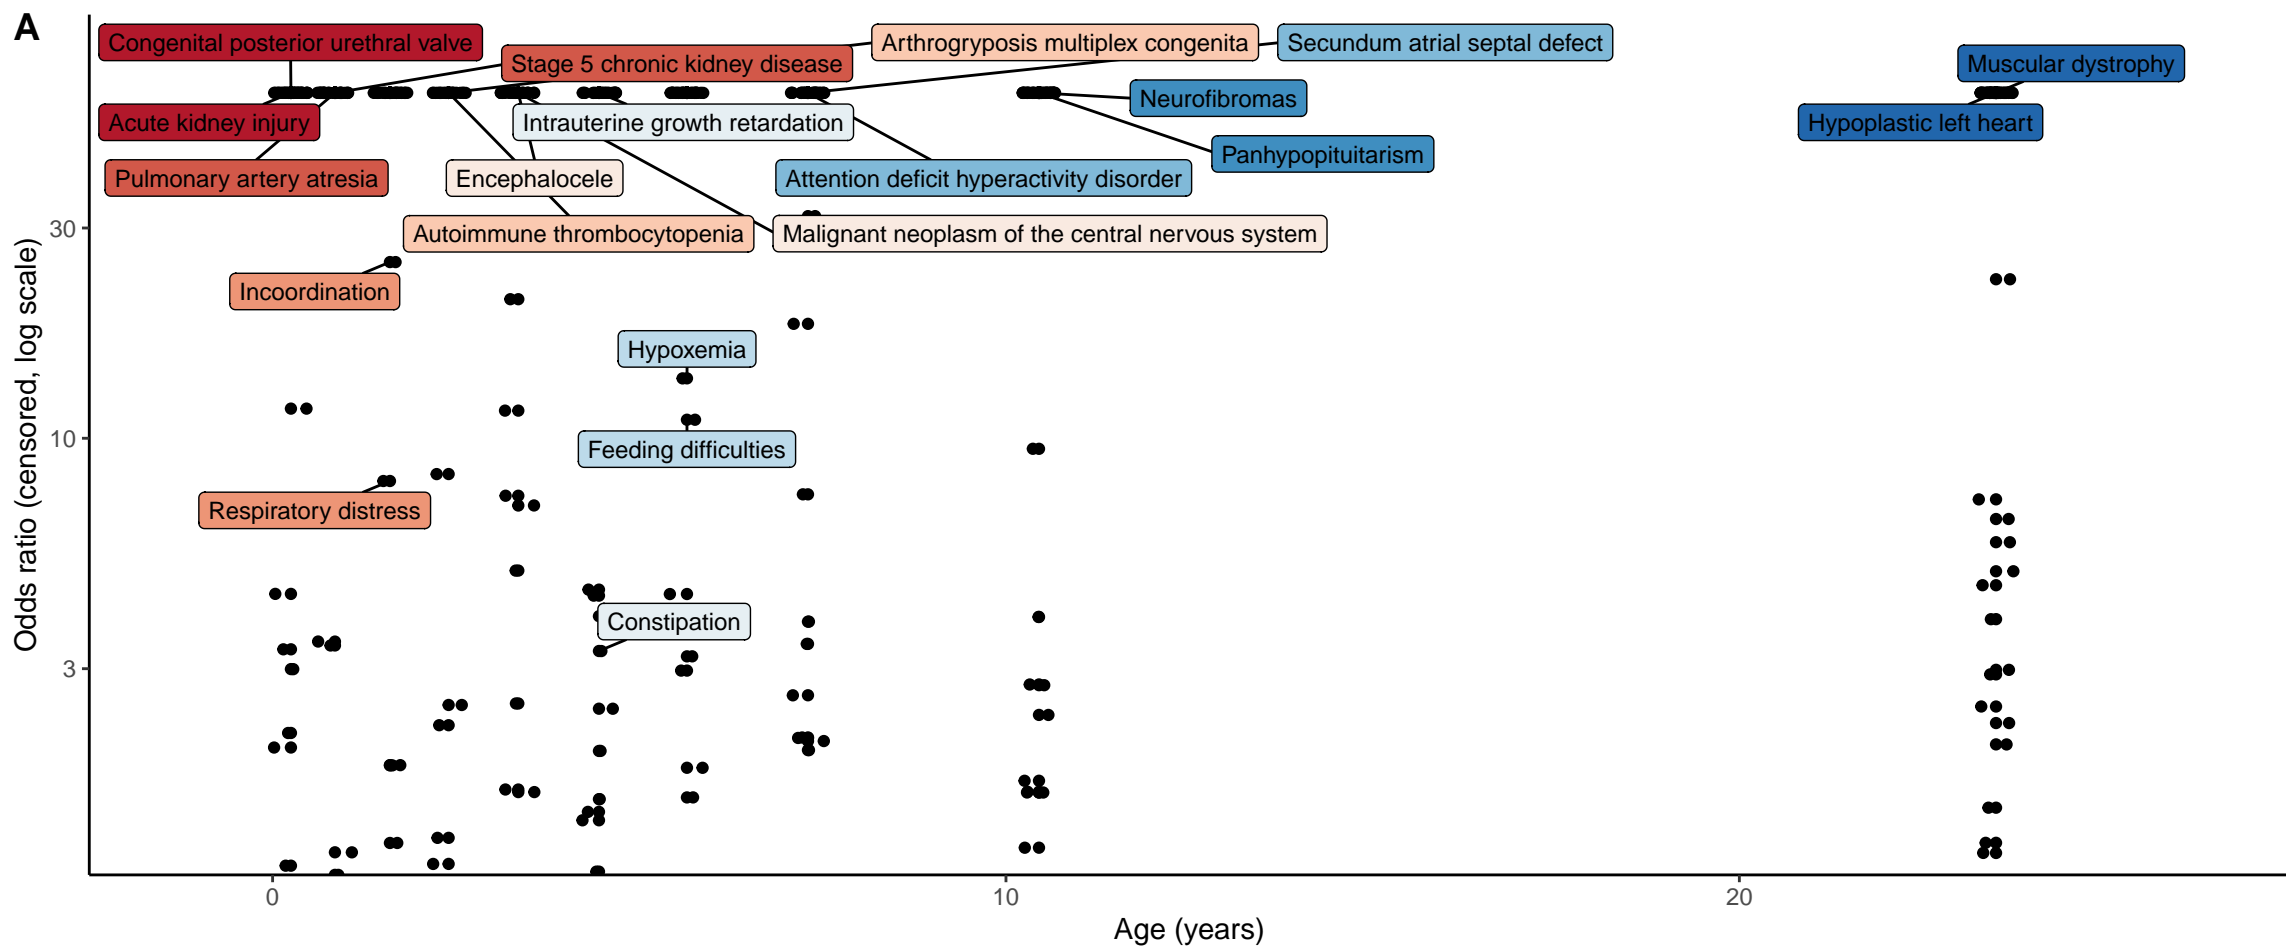 A
Congenital posterior urethral valve
Stage 5 chronic kidney disease
Arthrogryposis multiplex congenita
Secundum atrial septal defect
Muscular dystrophy
Acute kidney injury
Intrauterine growth retardation
Neurofibromas
Hypoplastic left heart
Panhypopituitarism
Pulmonary artery atresia
Encephalocele
Attention deficit hyperactivity disorder
Autoimmune thrombocytopenia
Malignant neoplasm of the central nervous system
Incoordination
Hypoxemia
Feeding difficulties
Respiratory distress
Constipation
Odds ratio (censored, log scale)
30
10
3
0
10
20
Age (years)